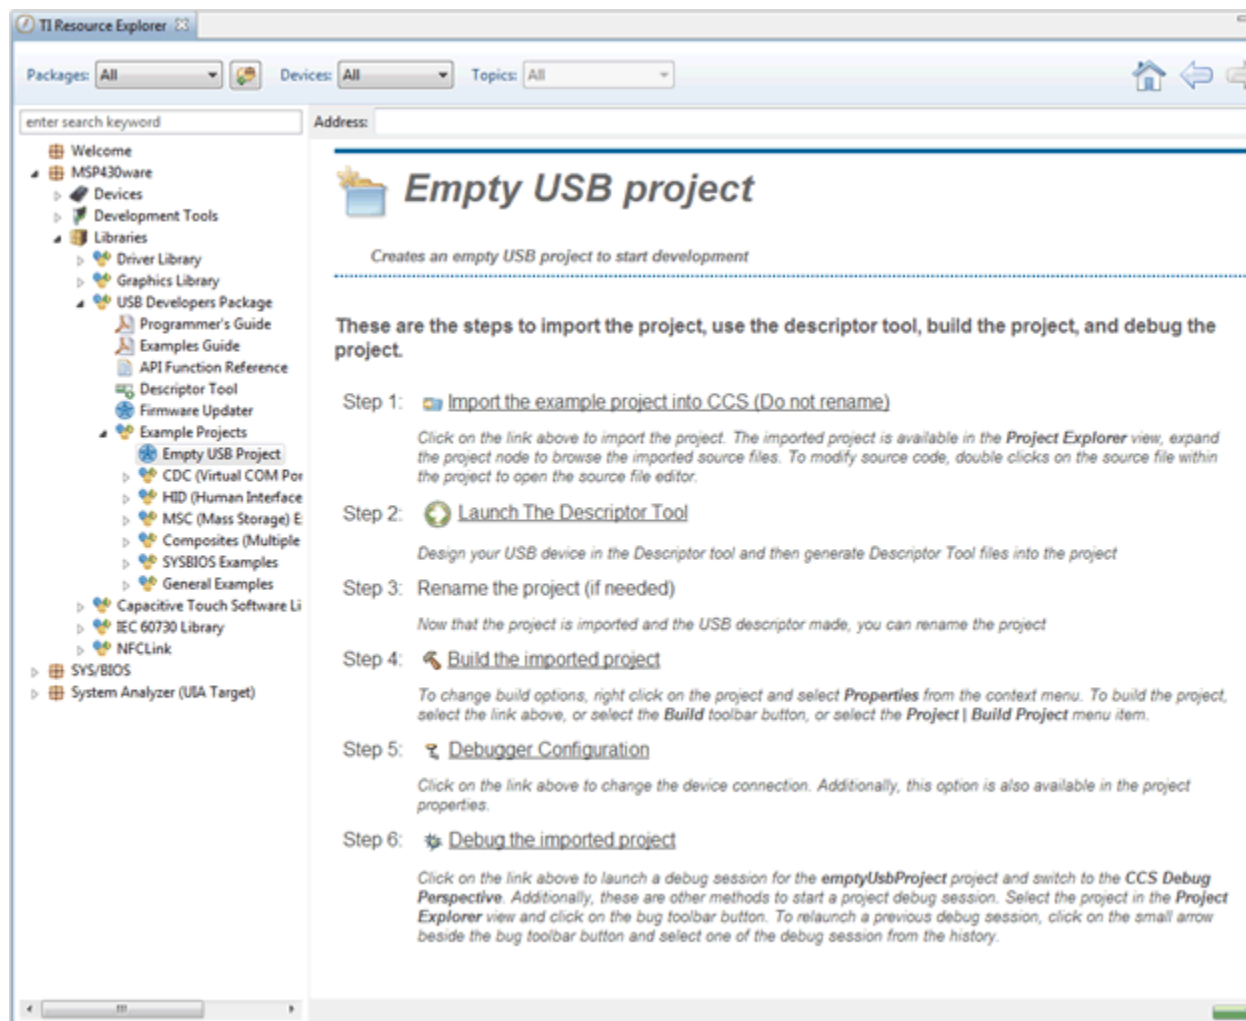 TI Resource Explorer
Packages: All
Devices: All
Topics: All
enter search keyword
Address:
Welcome
MSP430ware
Devices
Development Tools
Libraries
Driver Library
Graphics Library
USB Developers Package
Programmer's Guide
Examples Guide
API Function Reference
Descriptor Tool
Firmware Updater
Example Projects
Empty USB Project
CDC (Virtual COM Por
HID (Human Interface
MSC (Mass Storage) E
Composites (Multiple
SYSBIOS Examples
General Examples
Capacitive Touch Software Li
IEC 60730 Library
NFCLink
SYS/BIOS
System Analyzer (UIA Target)
Empty USB project
Creates an empty USB project to start development
These are the steps to import the project, use the descriptor tool, build the project, and debug the
project.
Step 1: Import the example project into CCS (Do not rename)
Click on the link above to import the project. The imported project is available in the Project Explorer view, expand
the project node to browse the imported source files. To modify source code, double clicks on the source file within
the project to open the source file editor.
Step 2: Launch The Descriptor Tool
Design your USB device in the Descriptor tool and then generate Descriptor Tool files into the project
Step 3: Rename the project (if needed)
Now that the project is imported and the USB descriptor made, you can rename the project
Step 4: Build the imported project
To change build options, right click on the project and select Properties from the context menu. To build the project,
select the link above, or select the Build toolbar button, or select the Project | Build Project menu item.
Step 5: Debugger Configuration
Click on the link above to change the device connection. Additionally, this option is also available in the project
properties.
Step 6: Debug the imported project
Click on the link above to launch a debug session for the emptyUsbProject project and switch to the CCS Debug
Perspective. Additionally, these are other methods to start a project debug session. Select the project in the Project
Explorer view and click on the bug toolbar button. To relaunch a previous debug session, click on the small arrow
beside the bug toolbar button and select one of the debug session from the history.